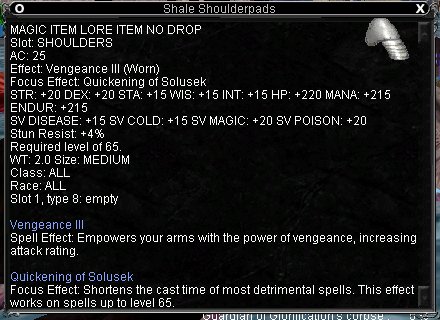 Shale Shoulderpads
MAGIC ITEM LORE ITEM NO DROP
Slot: SHOULDERS
AC: 25
Effect: Vengeance III (Worn)
Focus Effect: Quickening of Solusek
STR: +20 DEX: +20 STA: +15 WIS: +15 INT: +15 HP: +220 MANA: +215
ENDUR: +215
SV DISEASE: +15 SV COLD: +15 SV MAGIC: +20 SV POISON: +20
Stun Resist: +4%
Required level of 65.
WT: 2.0 Size: MEDIUM
Class: ALL
Race: ALL
Slot 1, type 8: empty
Vengeance III
Spell Effect: Empowers your arms with the power of vengeance, increasing
attack rating.
Quickening of Solusek
Focus Effect: Shortens the cast time of most detrimental spells. This effect
works on spells up to level 65.
Guardian of Glorification's corpse